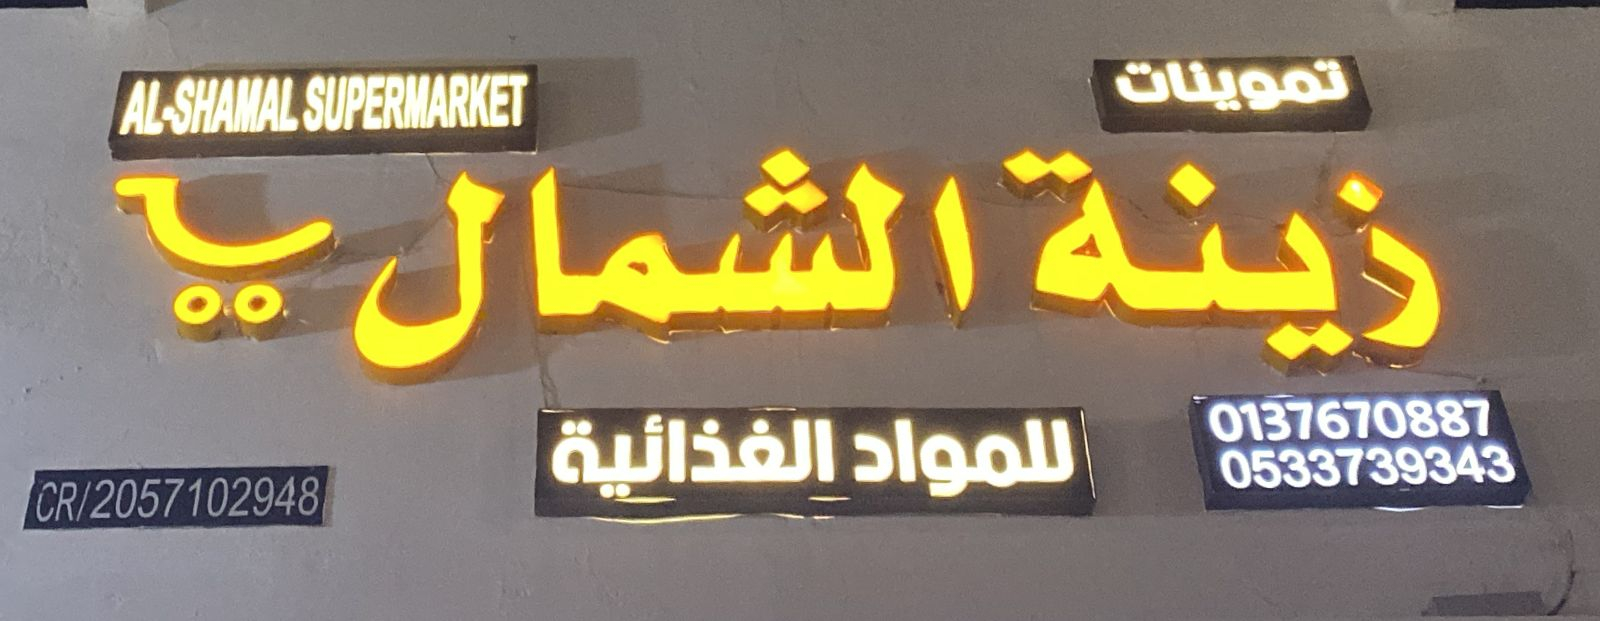 AL-SHAMAL SUPERMARKET
تموينات
زينة الشمال
للمواد الغذائية
0137670887
0533739343
CR/2057102948